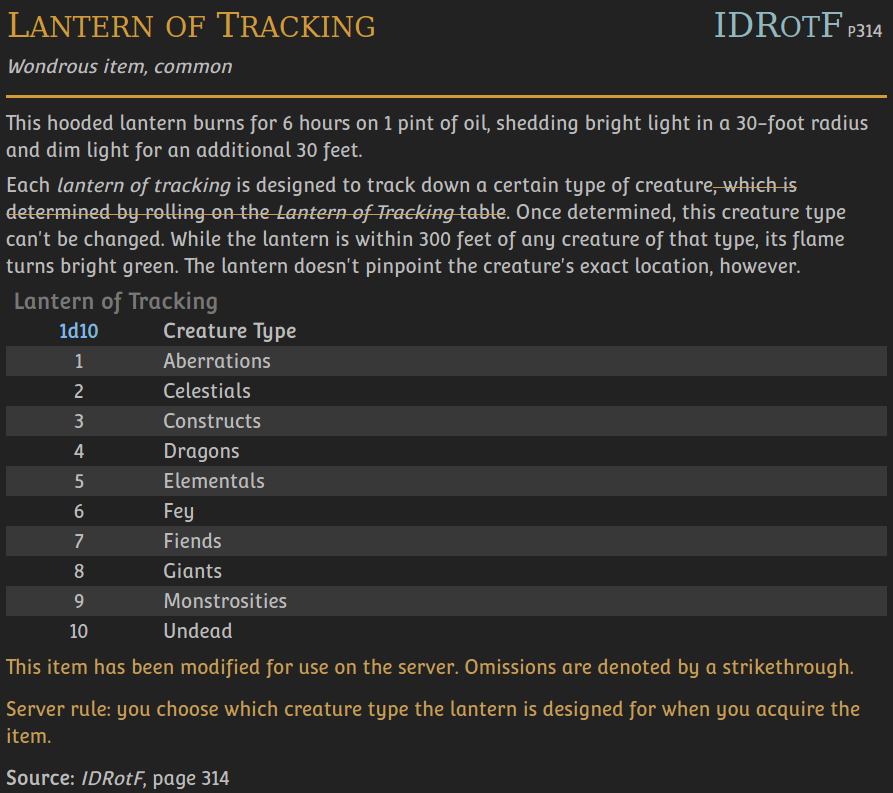 Lantern of Tracking IDRotF P314
Wondrous item, common
This hooded lantern burns for 6 hours on 1 pint of oil, shedding bright light in a 30-foot radius
and dim light for an additional 30 feet.
Each lantern of tracking is designed to track down a certain type of creature, which is
determined by rolling on the Lantern of Tracking table. Once determined, this creature type
can't be changed. While the lantern is within 300 feet of any creature of that type, its flame
turns bright green. The lantern doesn't pinpoint the creature's exact location, however.
Lantern of Tracking
1d10 Creature Type
1 Aberrations
2 Celestials
3 Constructs
4 Dragons
5 Elementals
6 Fey
7 Fiends
8 Giants
9 Monstrosities
10 Undead
This item has been modified for use on the server. Omissions are denoted by a strikethrough.
Server rule: you choose which creature type the lantern is designed for when you acquire the
item.
Source: IDRotF, page 314